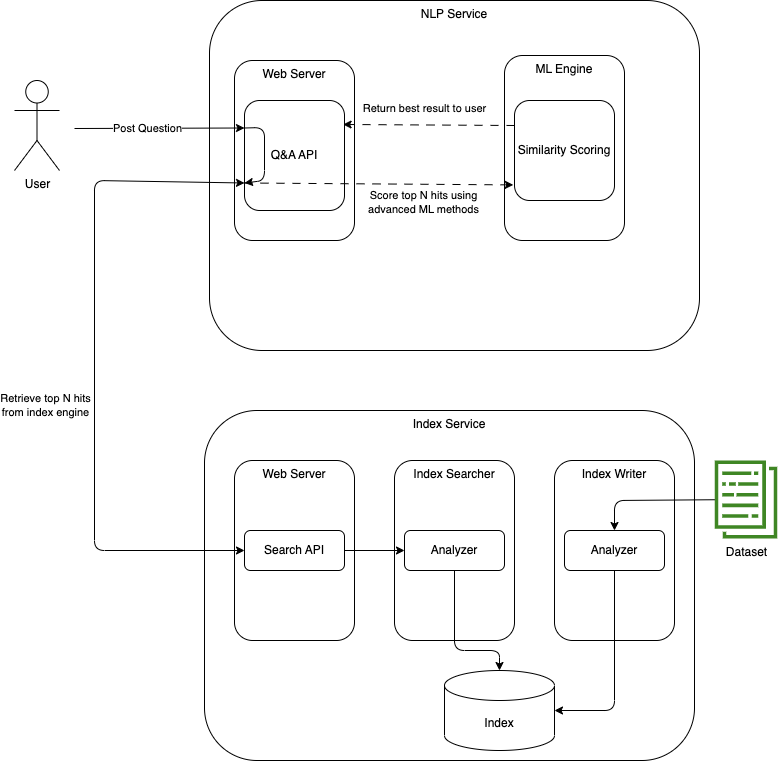 NLP Service
Web Server
ML Engine
Return best result to user
Post Question
Q&A API
Similarity Scoring
User
Score top N hits using
advanced ML methods
Retrieve top N hits
from index engine
Index Service
Web Server
Index Searcher
Index Writer
Search API
Analyzer
Analyzer
Dataset
Index